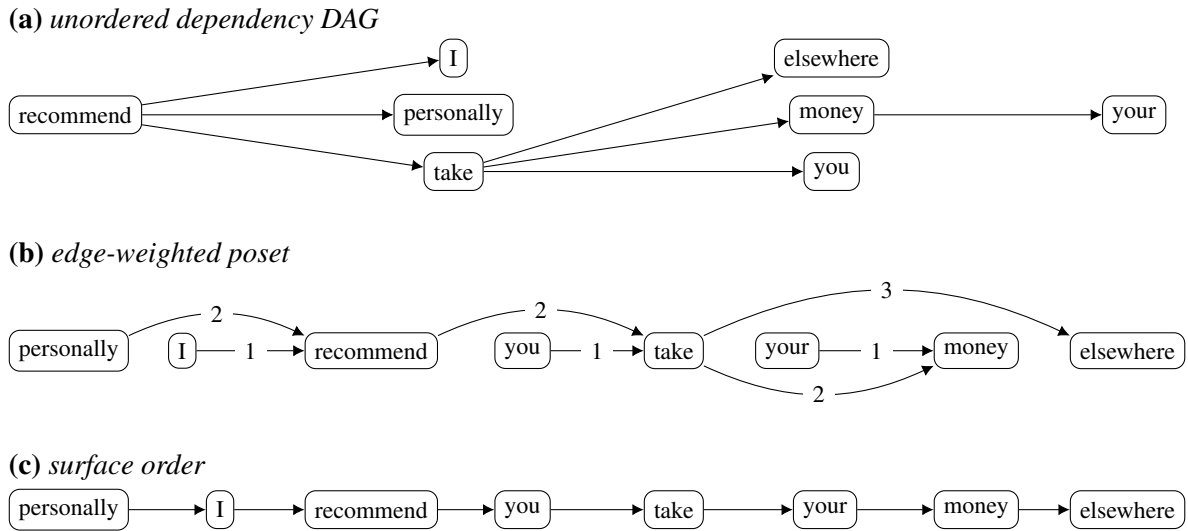 (a) unordered dependency DAG
I elsewhere
recommend personally money your
take you
(b) edge-weighted poset
2 2 3
personally I 1 recommend you 1 take your 1 money elsewhere
2
(c) surface order
personally I recommend you take your money elsewhere